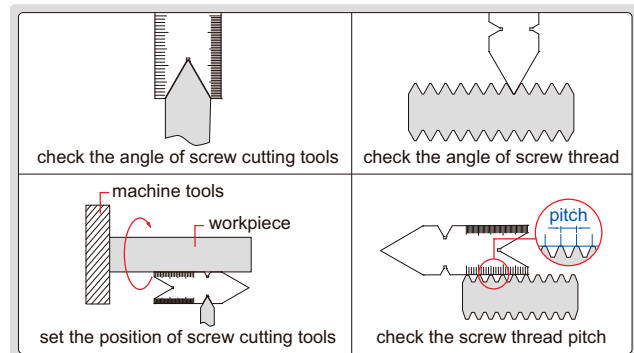 check the angle of screw cutting tools
check the angle of screw thread
machine tools
workpiece
set the position of screw cutting tools
pitch
check the screw thread pitch